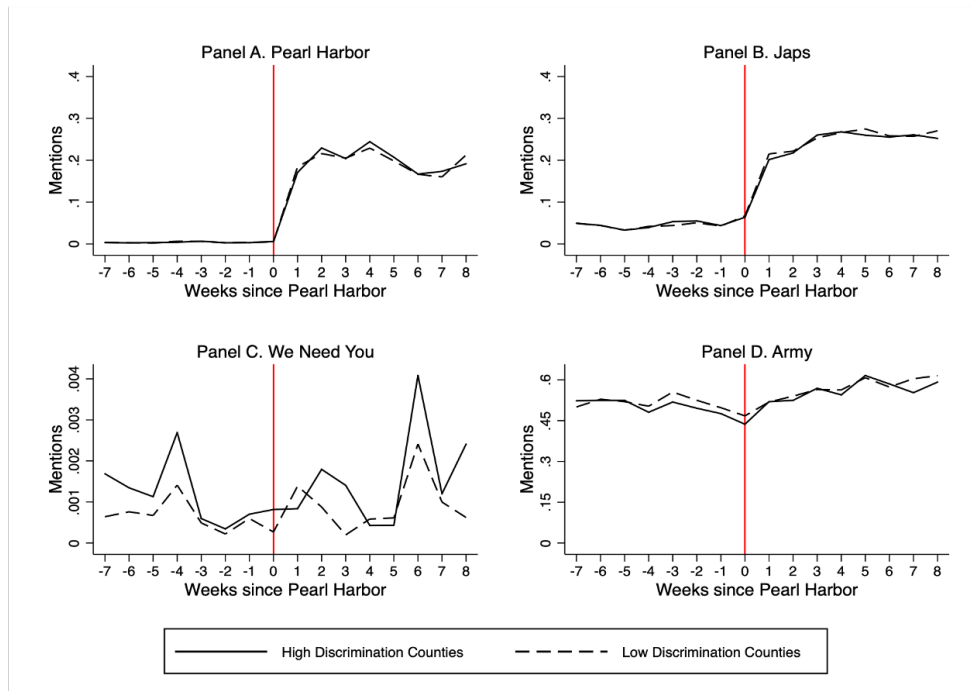 Panel A. Pearl Harbor
.4
.3
.2
.1
0
Mentions
-7 -6 -5 -4 -3 -2 -1 0 1 2 3 4 5 6 7 8
Weeks since Pearl Harbor
Panel B. Japs
.4
.3
.2
.1
0
Mentions
-7 -6 -5 -4 -3 -2 -1 0 1 2 3 4 5 6 7 8
Weeks since Pearl Harbor
Panel C. We Need You
.004
.003
.002
.001
0
Mentions
-7 -6 -5 -4 -3 -2 -1 0 1 2 3 4 5 6 7 8
Weeks since Pearl Harbor
Panel D. Army
.6
.45
.3
.15
0
Mentions
-7 -6 -5 -4 -3 -2 -1 0 1 2 3 4 5 6 7 8
Weeks since Pearl Harbor
High Discrimination Counties
Low Discrimination Counties